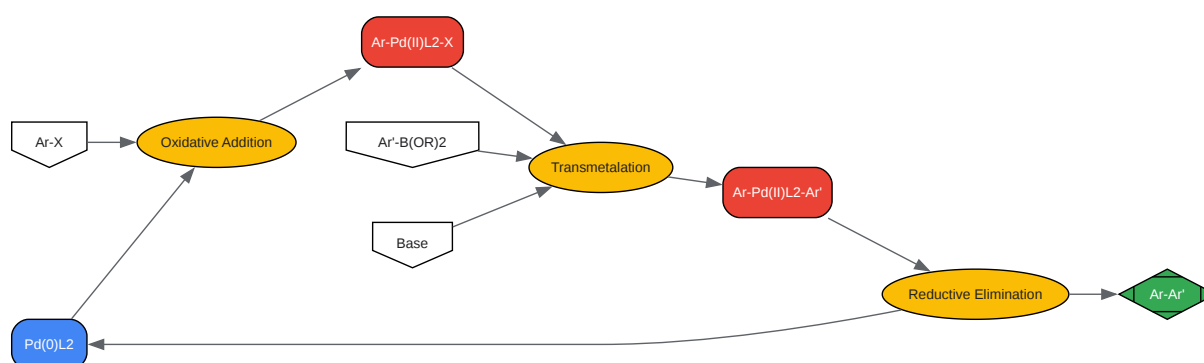 Ar-Pd(II)L2-X
Ar-X
Oxidative Addition
Ar'-B(OR)2
Transmetalation
Ar-Pd(II)L2-Ar'
Base
Reductive Elimination
Ar-Ar'
Pd(0)L2